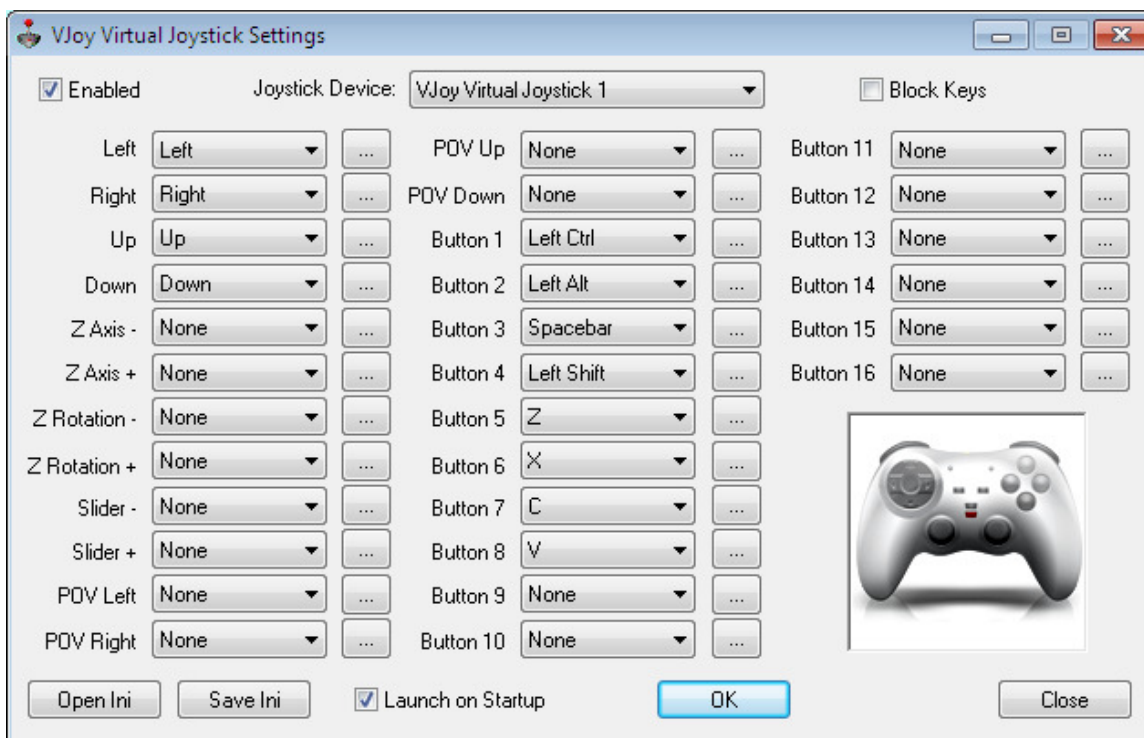 VJoy Virtual Joystick Settings
Enabled Joystick Device: VJoy Virtual Joystick 1 Block Keys
Left Left ... POV Up None ... Button 11 None ...
Right Right ... POV Down None ... Button 12 None ...
Up Up ... Button 1 Left Ctrl ... Button 13 None ...
Down Down ... Button 2 Left Alt ... Button 14 None ...
Z Axis - None ... Button 3 Spacebar ... Button 15 None ...
Z Axis + None ... Button 4 Left Shift ... Button 16 None ...
Z Rotation - None ... Button 5 Z ...
Z Rotation + None ... Button 6 X ...
Slider - None ... Button 7 C ...
Slider + None ... Button 8 V ...
POV Left None ... Button 9 None ...
POV Right None ... Button 10 None ...
Open Ini Save Ini Launch on Startup OK Close